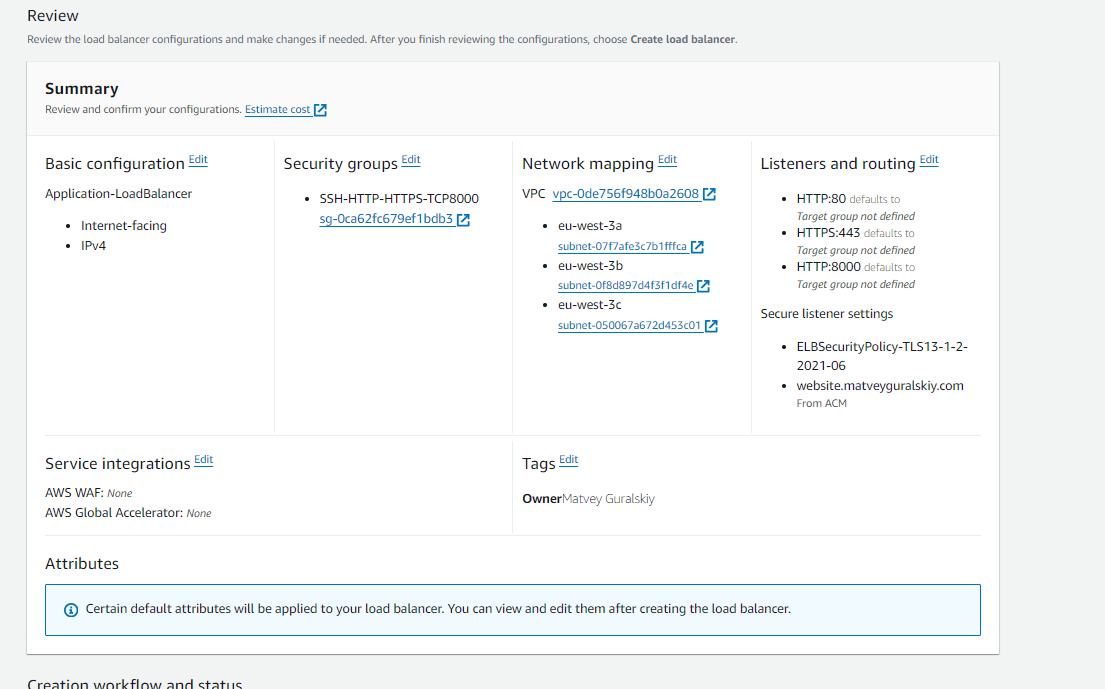 Review
Review the load balancer configurations and make changes if needed. After you finish reviewing the configurations, choose Create load balancer.
Summary
Review and confirm your configurations. Estimate cost
Basic configuration Edit
Application-LoadBalancer
Internet-facing
IPv4
Security groups Edit
SSH-HTTP-HTTPS-TCP8000
sg-0ca62fc679ef1bdb3
Network mapping Edit
VPC vpc-0de756f948b0a2608
eu-west-3a
subnet-07f7afe3c7b1fffca
eu-west-3b
subnet-0f8d897d4f3f1df4e
eu-west-3c
subnet-050067a672d453c01
Listeners and routing Edit
HTTP:80 defaults to
Target group not defined
HTTPS:443 defaults to
Target group not defined
HTTP:8000 defaults to
Target group not defined
Secure listener settings
ELBSecurityPolicy-TLS13-1-2-
2021-06
website.matveyguralskiy.com
From ACM
Service integrations Edit
AWS WAF: None
AWS Global Accelerator: None
Tags Edit
OwnerMatvey Guralskiy
Attributes
Certain default attributes will be applied to your load balancer. You can view and edit them after creating the load balancer.
Creation workflow and status